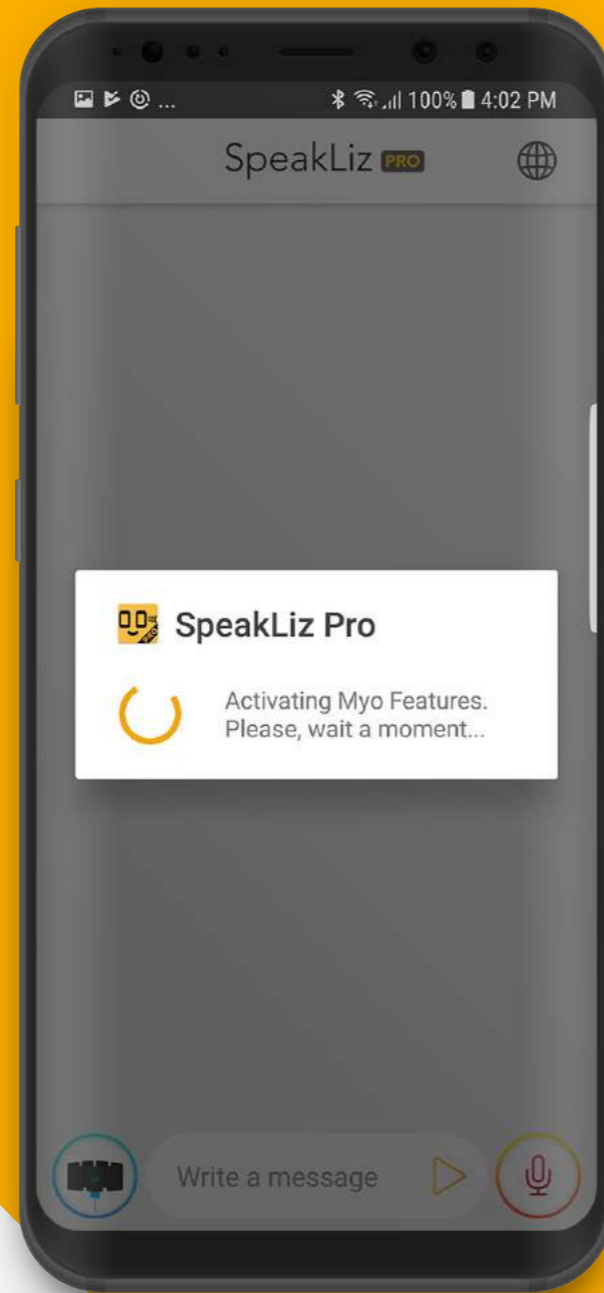 ... 100% 4:02 PM
SpeakLiz PRO
SpeakLiz Pro
Activating Myo Features.
Please, wait a moment...
Write a message